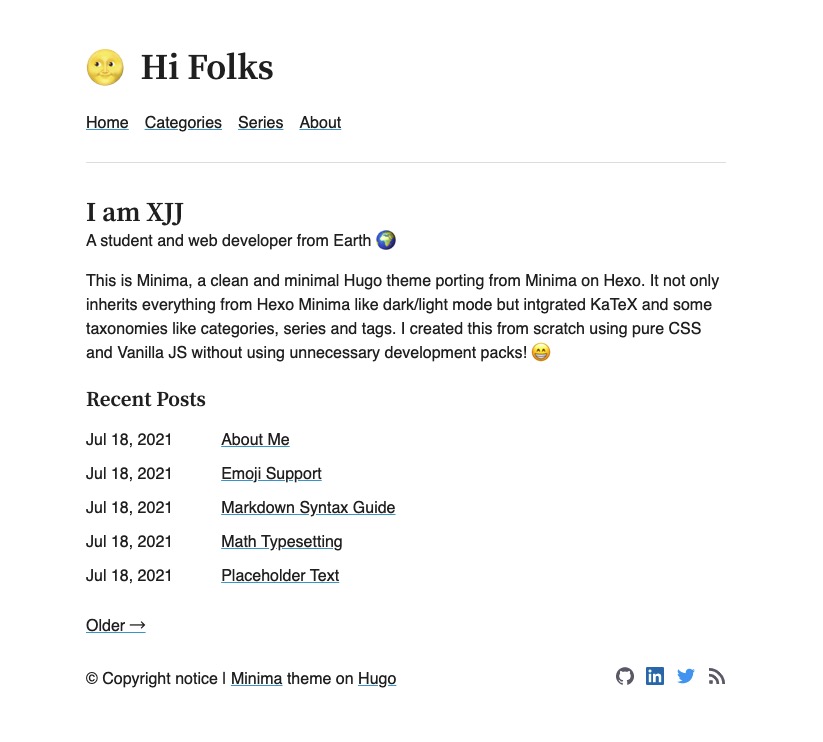 🌝 Hi Folks
Home Categories Series About
I am XJJ
A student and web developer from Earth 🌍
This is Minima, a clean and minimal Hugo theme porting from Minima on Hexo. It not only
inherits everything from Hexo Minima like dark/light mode but intgrated KaTeX and some
taxonomies like categories, series and tags. I created this from scratch using pure CSS
and Vanilla JS without using unnecessary development packs! 😁
Recent Posts
Jul 18, 2021 About Me
Jul 18, 2021 Emoji Support
Jul 18, 2021 Markdown Syntax Guide
Jul 18, 2021 Math Typesetting
Jul 18, 2021 Placeholder Text
Older →
© Copyright notice | Minima theme on Hugo